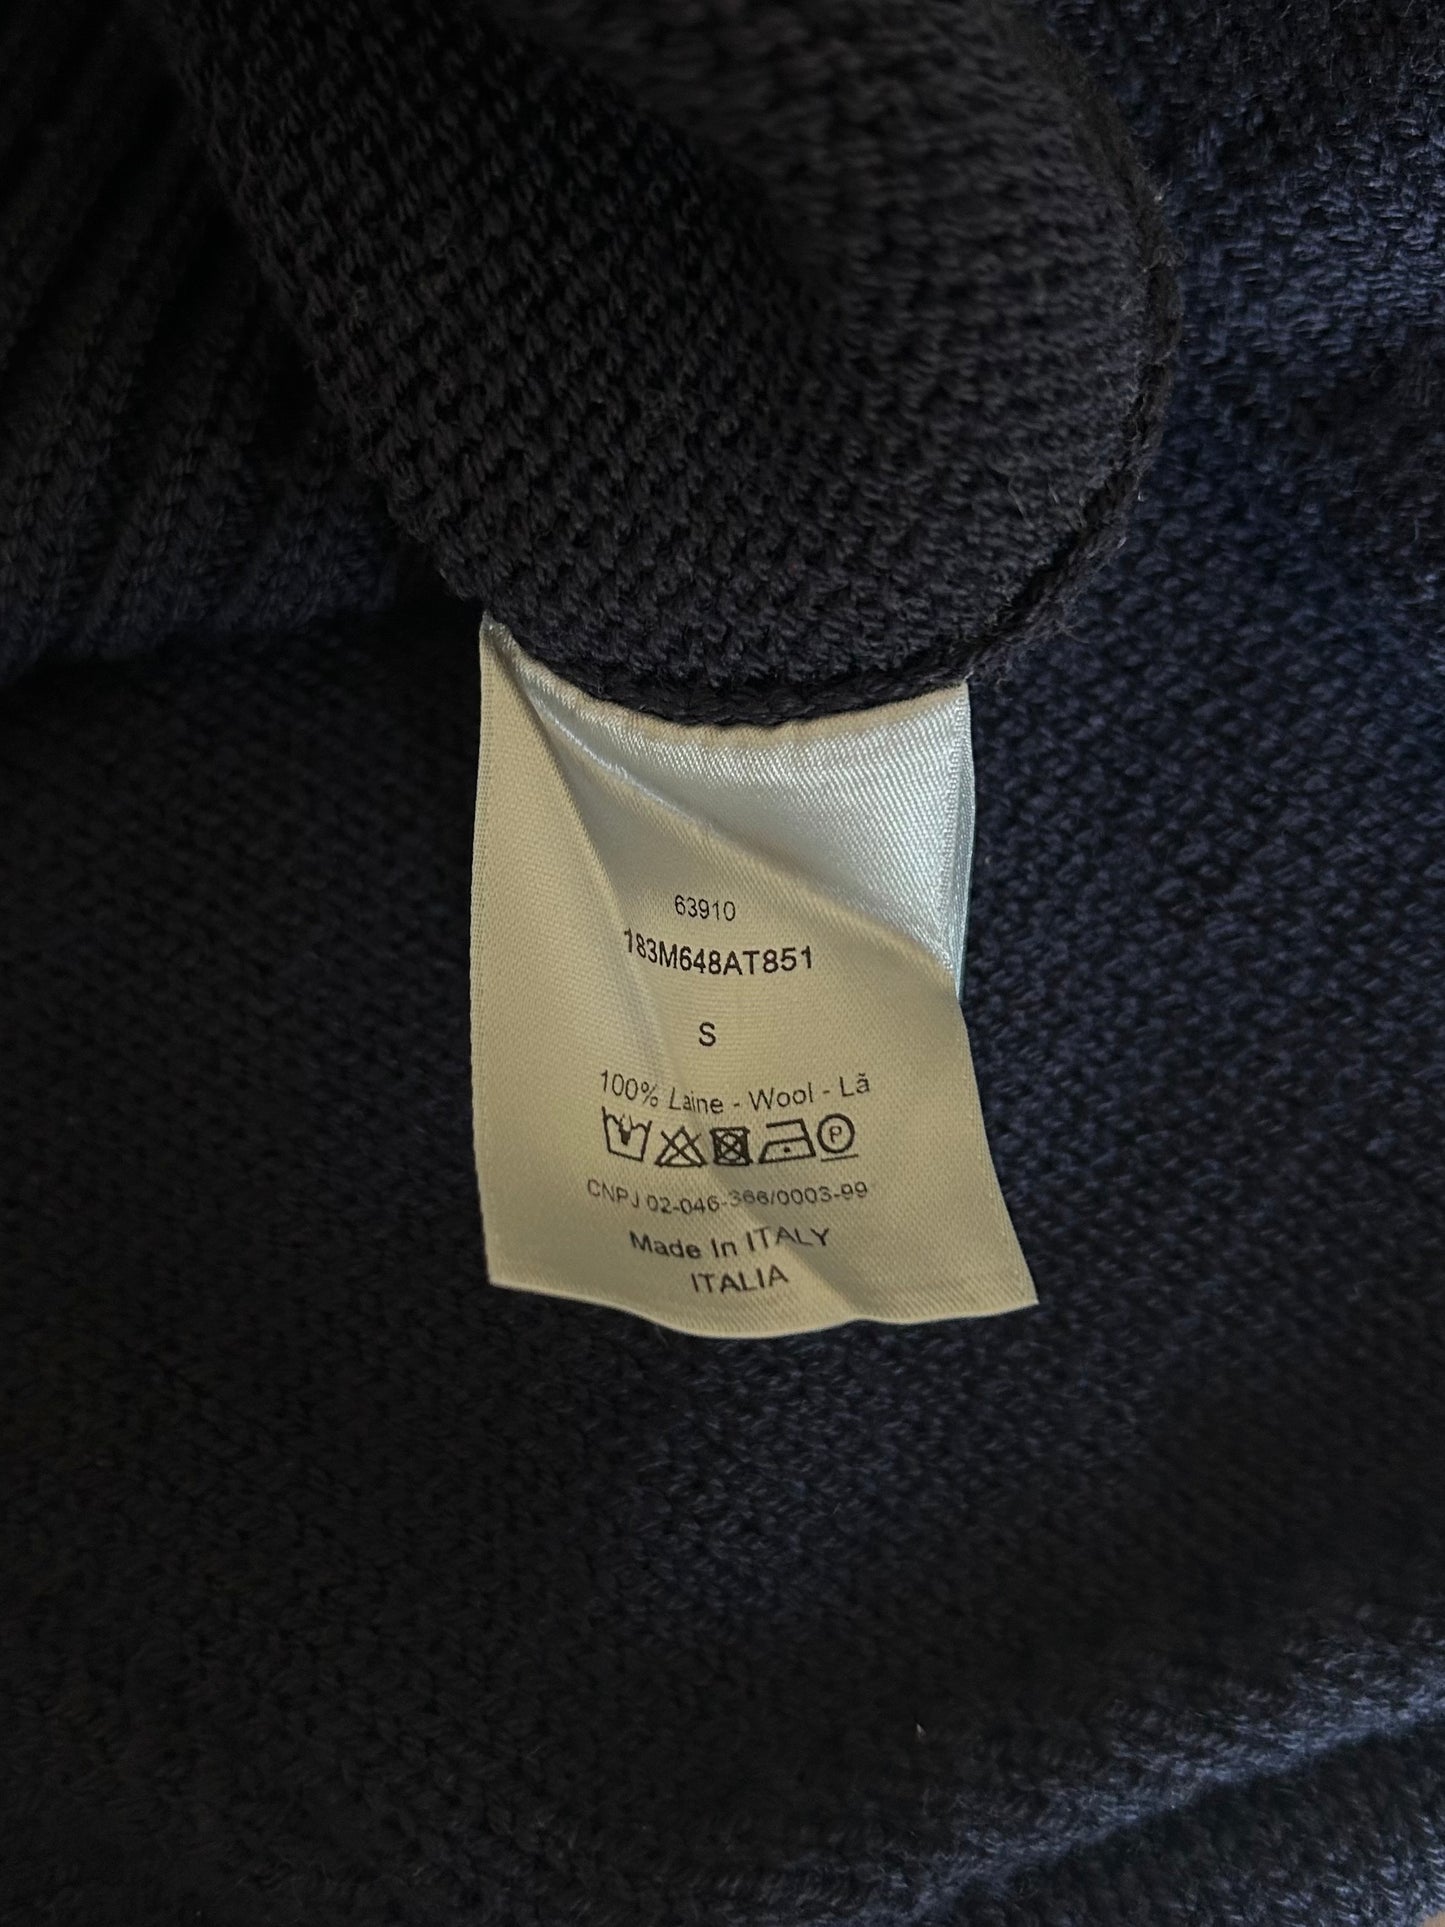 63910
183M648AT851
S
100% Laine - Wool - Lã
P
CNPJ 02-046-366/0003-99
Made In ITALY
ITALIA